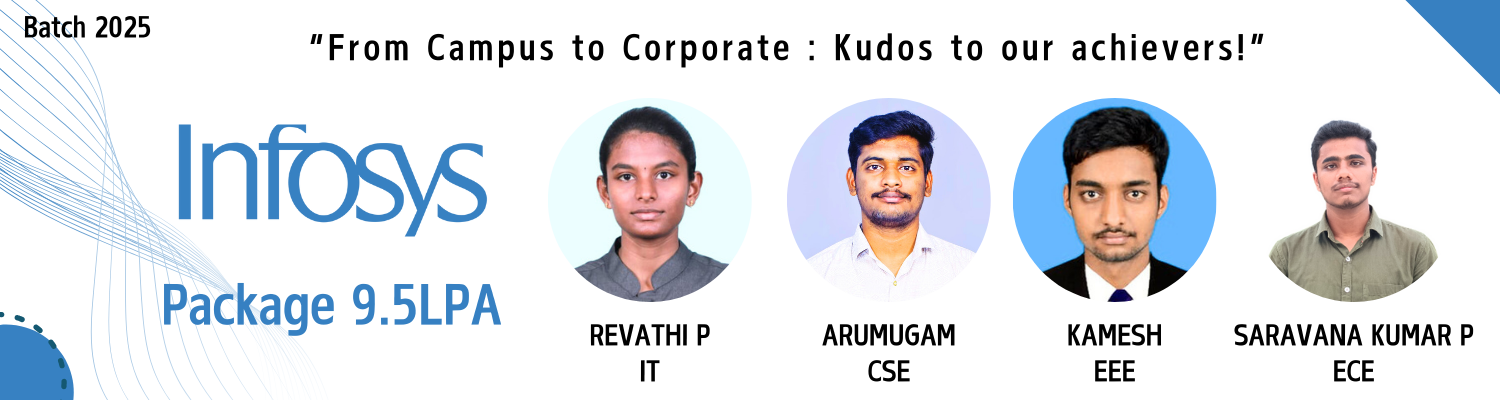 Batch 2025
"From Campus to Corporate : Kudos to our achievers!"
Infosys
Package 9.5LPA
REVATHI P
IT
ARUMUGAM
CSE
KAMESH
EEE
SARAVANA KUMAR P
ECE